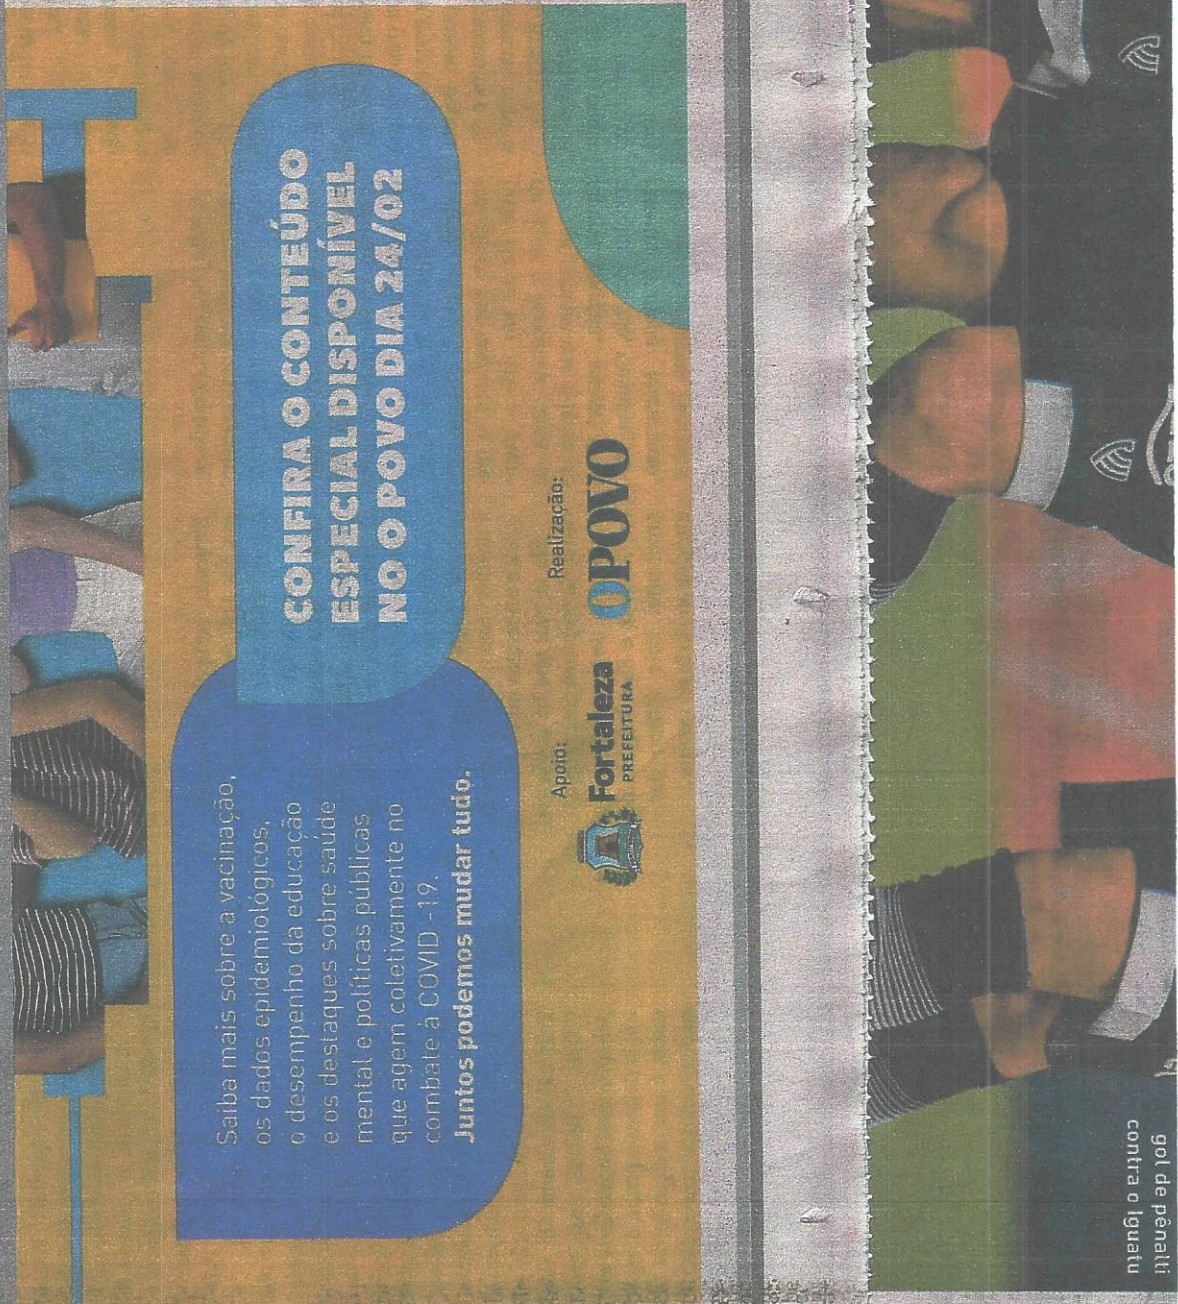 Saiba mais sobre a vacinação,
os dados epidemiológicos,
o desempenho da educação
e os destaques sobre saúde
mental e políticas públicas
que agem coletivamente no
combate à COVID-19.
Juntos podemos mudar tudo.
CONFIRA O CONTEÚDO
ESPECIAL DISPONÍVEL
NO O POVO DIA 24/02
Apoio:
Fortaleza
PREFEITURA
Realização:
O POVO
gol de pênalti
contra o Iguatu